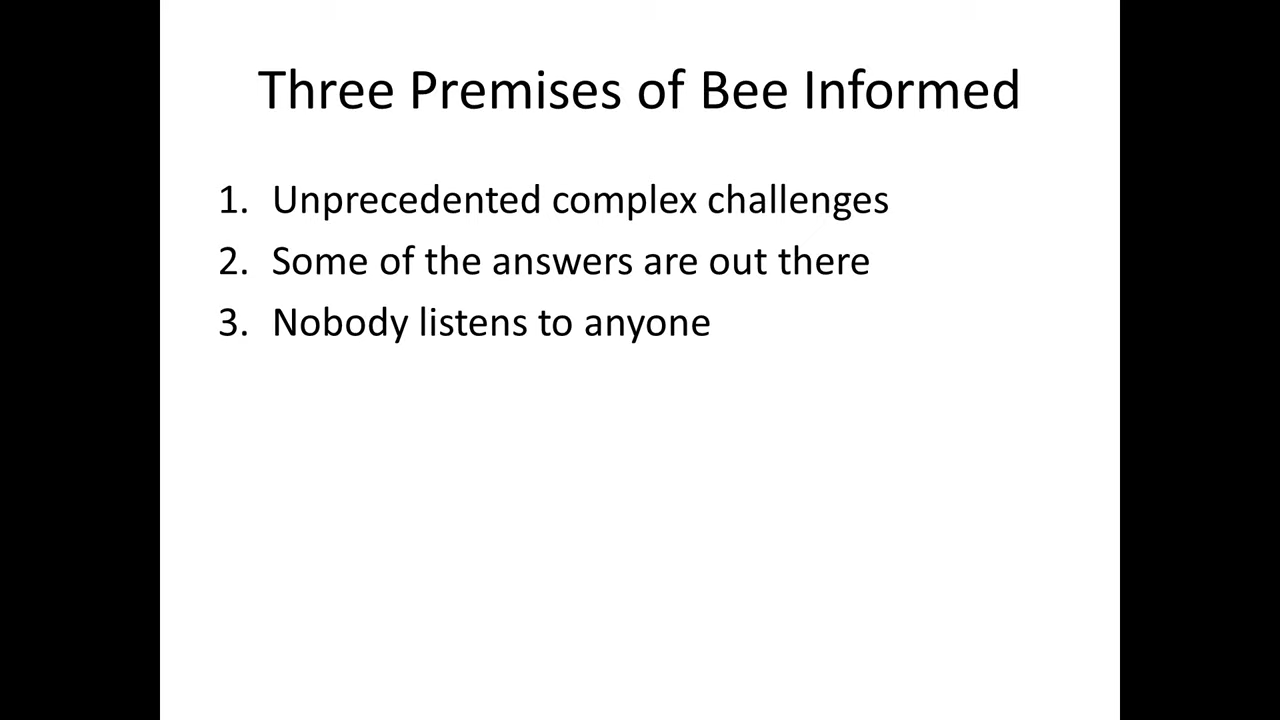 Three Premises of Bee Informed
1. Unprecedented complex challenges
2. Some of the answers are out there
3. Nobody listens to anyone